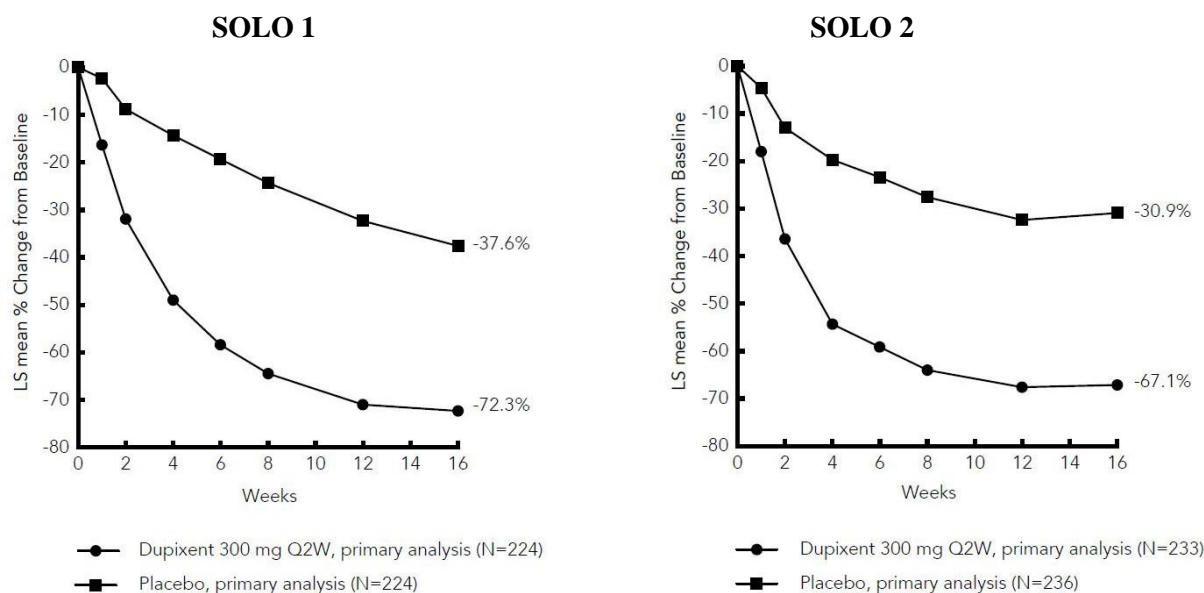 SOLO 1
LS mean % Change from Baseline
0
-10
-20
-30
-40
-50
-60
-70
-80
0 2 4 6 8 10 12 14 16
Weeks
-37.6%
-72.3%
Dupixent 300 mg Q2W, primary analysis (N=224)
Placebo, primary analysis (N=224)
SOLO 2
LS mean % Change from Baseline
0
-10
-20
-30
-40
-50
-60
-70
-80
0 2 4 6 8 10 12 14 16
Weeks
-30.9%
-67.1%
Dupixent 300 mg Q2W, primary analysis (N=233)
Placebo, primary analysis (N=236)